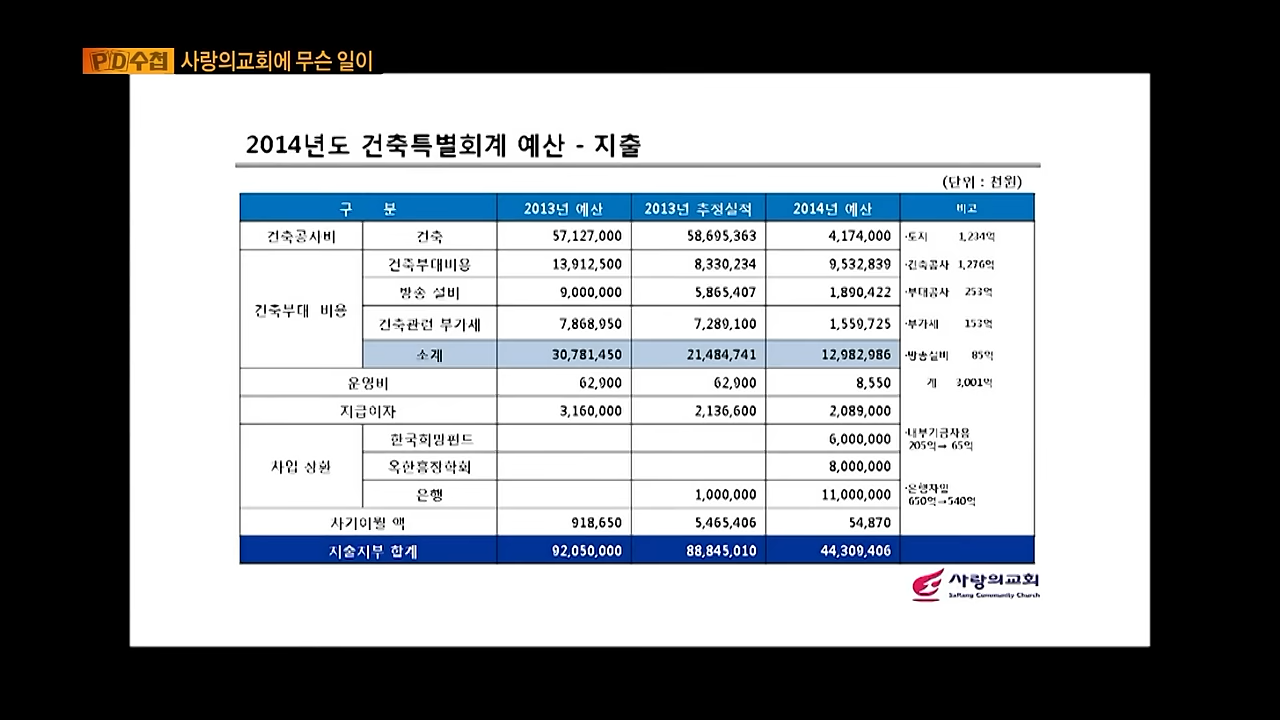 PD수첩 사랑의교회에 무슨 일이
2014년도 건축특별회계 예산 - 지출
(단위 : 천원)
구 분 2013년 예산 2013년 추정실적 2014년 예산 비고
건축공사비 건축 57,127,000 58,695,363 4,174,000 ·토지 1,234억
건축부대 비용 건축부대비용 13,912,500 8,330,234 9,532,839 ·건축공사 1,276억
방송 설비 9,000,000 5,865,407 1,890,422 ·부대공사 253억
건축관련 부가세 7,868,950 7,289,100 1,559,725 ·부가세 153억
소계 30,781,450 21,484,741 12,982,986 ·방송설비 85억
운영비 62,900 62,900 8,550 계 3,001억
지급이자 3,160,000 2,136,600 2,089,000
차입 상환 한국희망펀드 6,000,000 ·내부기금차용
205억→ 65억
옥한흠장학회 8,000,000
은행 1,000,000 11,000,000 ·은행차입
650억→540억
차기이월 액 918,650 5,465,406 54,870
지출지부 합계 92,050,000 88,845,010 44,309,406
사랑의교회
SaRang Community Church